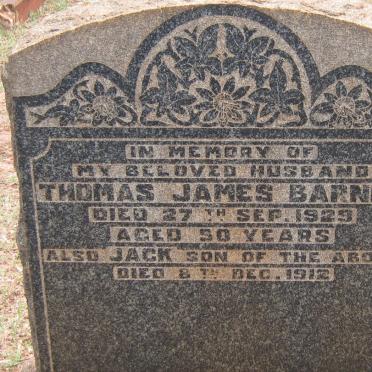 IN MEMORY OF
MY BELOVED HUSBAND
THOMAS JAMES BARN
DIED 27TH SEP. 1929
AGED 50 YEARS
ALSO JACK SON OF THE ABO
DIED 8TH DEC. 1912